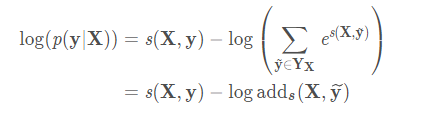 log(p(y|X)) = s(X, y) − log ( ∑ỹ∈Y_X e^{s(X,ỹ)} )
= s(X, y) − log add_s(X, ỹ)